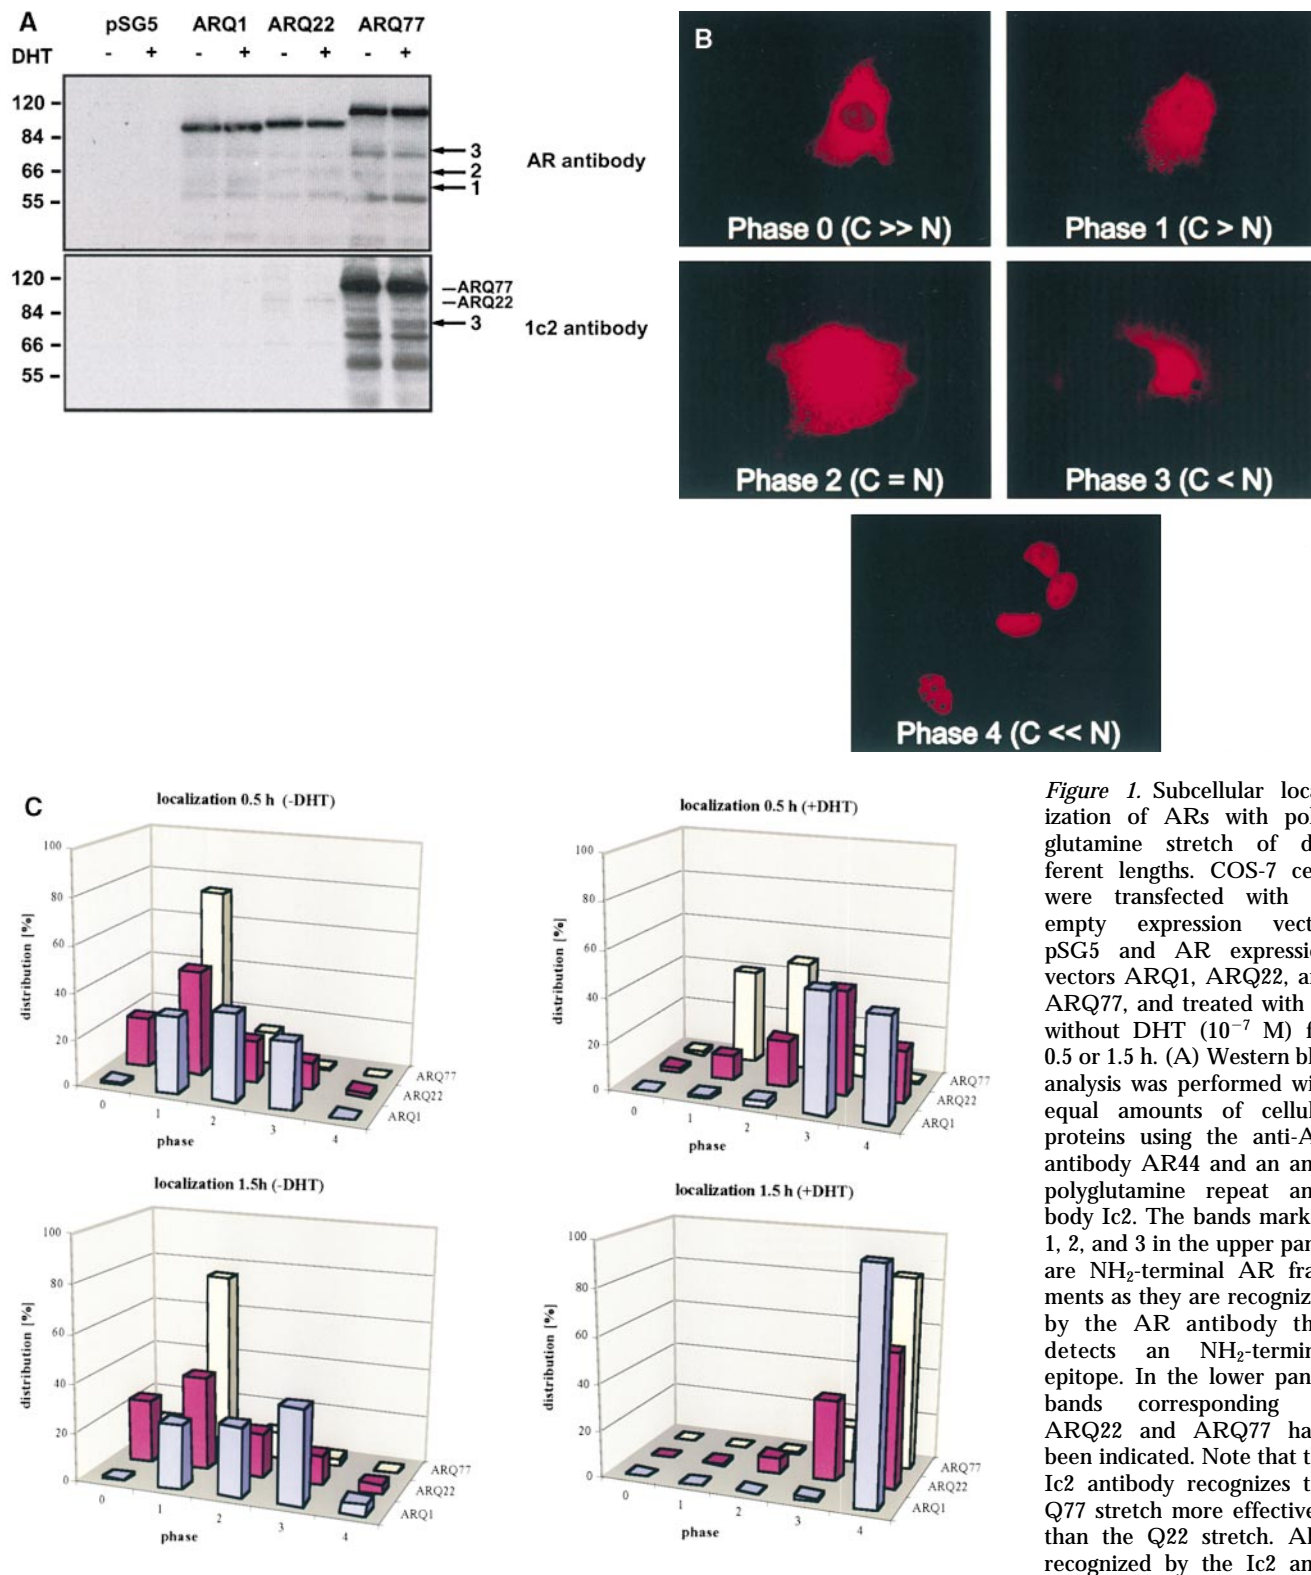 A
pSG5 ARQ1 ARQ22 ARQ77
DHT - + - + - + - +
120
84
66
55
3
2
1
AR antibody
120
84
66
55
ARQ77
ARQ22
3
1c2 antibody
B
Phase 0 (C >> N)
Phase 1 (C > N)
Phase 2 (C = N)
Phase 3 (C < N)
Phase 4 (C << N)
C
localization 0.5 h (-DHT)
distribution [%]
100
80
60
40
20
0
0
1
2
3
4
phase
ARQ77
ARQ22
ARQ1
localization 0.5 h (+DHT)
distribution [%]
100
80
60
40
20
0
0
1
2
3
4
phase
ARQ77
ARQ22
ARQ1
localization 1.5h (-DHT)
distribution [%]
100
80
60
40
20
0
0
1
2
3
4
phase
ARQ77
ARQ22
ARQ1
localization 1.5 h (+DHT)
distribution [%]
100
80
60
40
20
0
0
1
2
3
4
phase
ARQ77
ARQ22
ARQ1
Figure 1. Subcellular loca
ization of ARs with pol
glutamine stretch of d
ferent lengths. COS-7 ce
were transfected with
empty expression vect
pSG5 and AR expressio
vectors ARQ1, ARQ22, a
ARQ77, and treated with
without DHT (10⁻⁷ M) f
0.5 or 1.5 h. (A) Western bl
analysis was performed wi
equal amounts of cellul
proteins using the anti-A
antibody AR44 and an an
polyglutamine repeat an
body Ic2. The bands mark
1, 2, and 3 in the upper pan
are NH₂-terminal AR fra
ments as they are recogniz
by the AR antibody th
detects an NH₂-termin
epitope. In the lower pan
bands corresponding
ARQ22 and ARQ77 ha
been indicated. Note that t
Ic2 antibody recognizes t
Q77 stretch more effective
than the Q22 stretch. AR
recognized by the Ic2 an